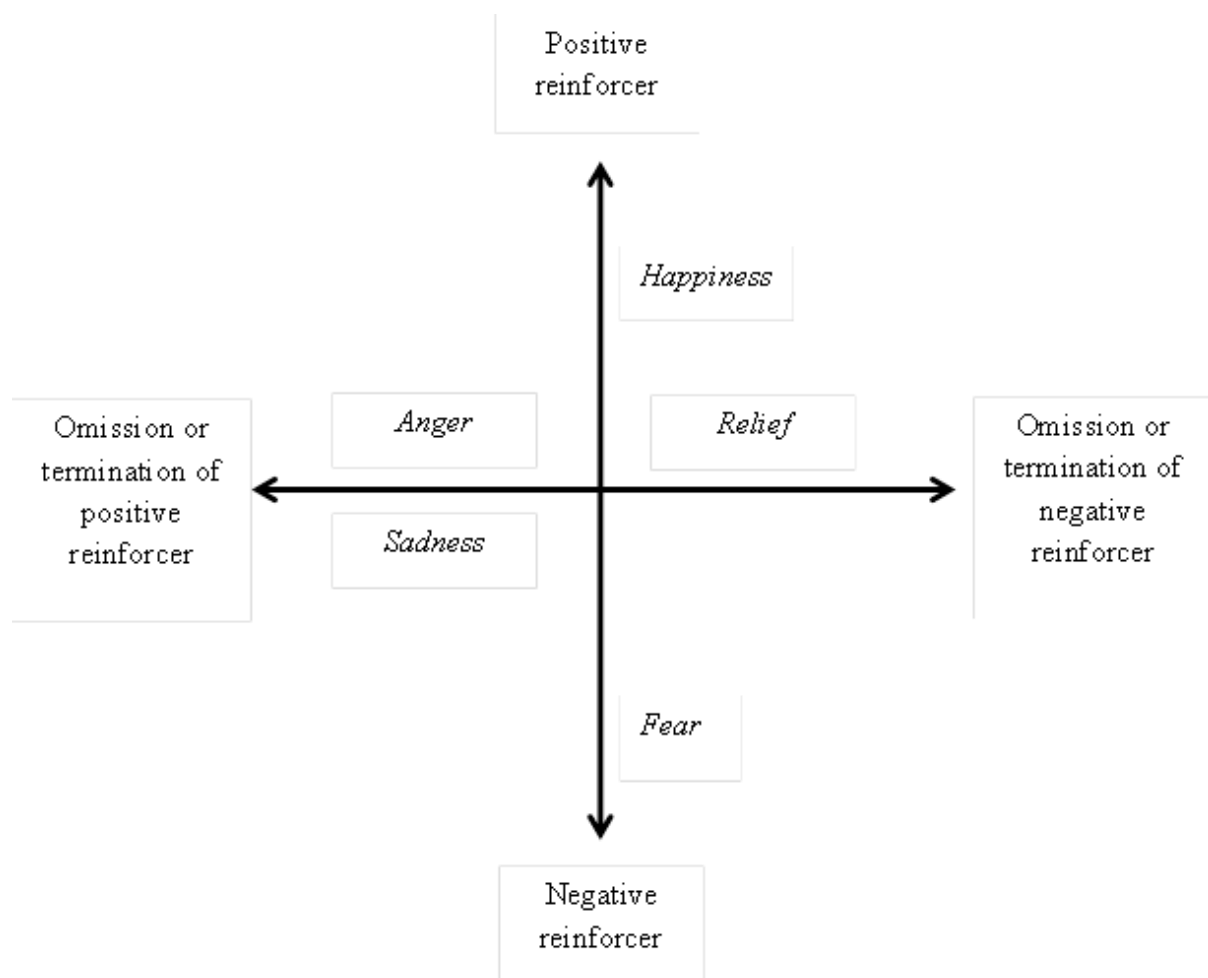 Positive
reinforcer
Happiness
Anger
Relief
Omission or
termination of
positive
reinforcer
Omission or
termination of
negative
reinforcer
Sadness
Fear
Negative
reinforcer